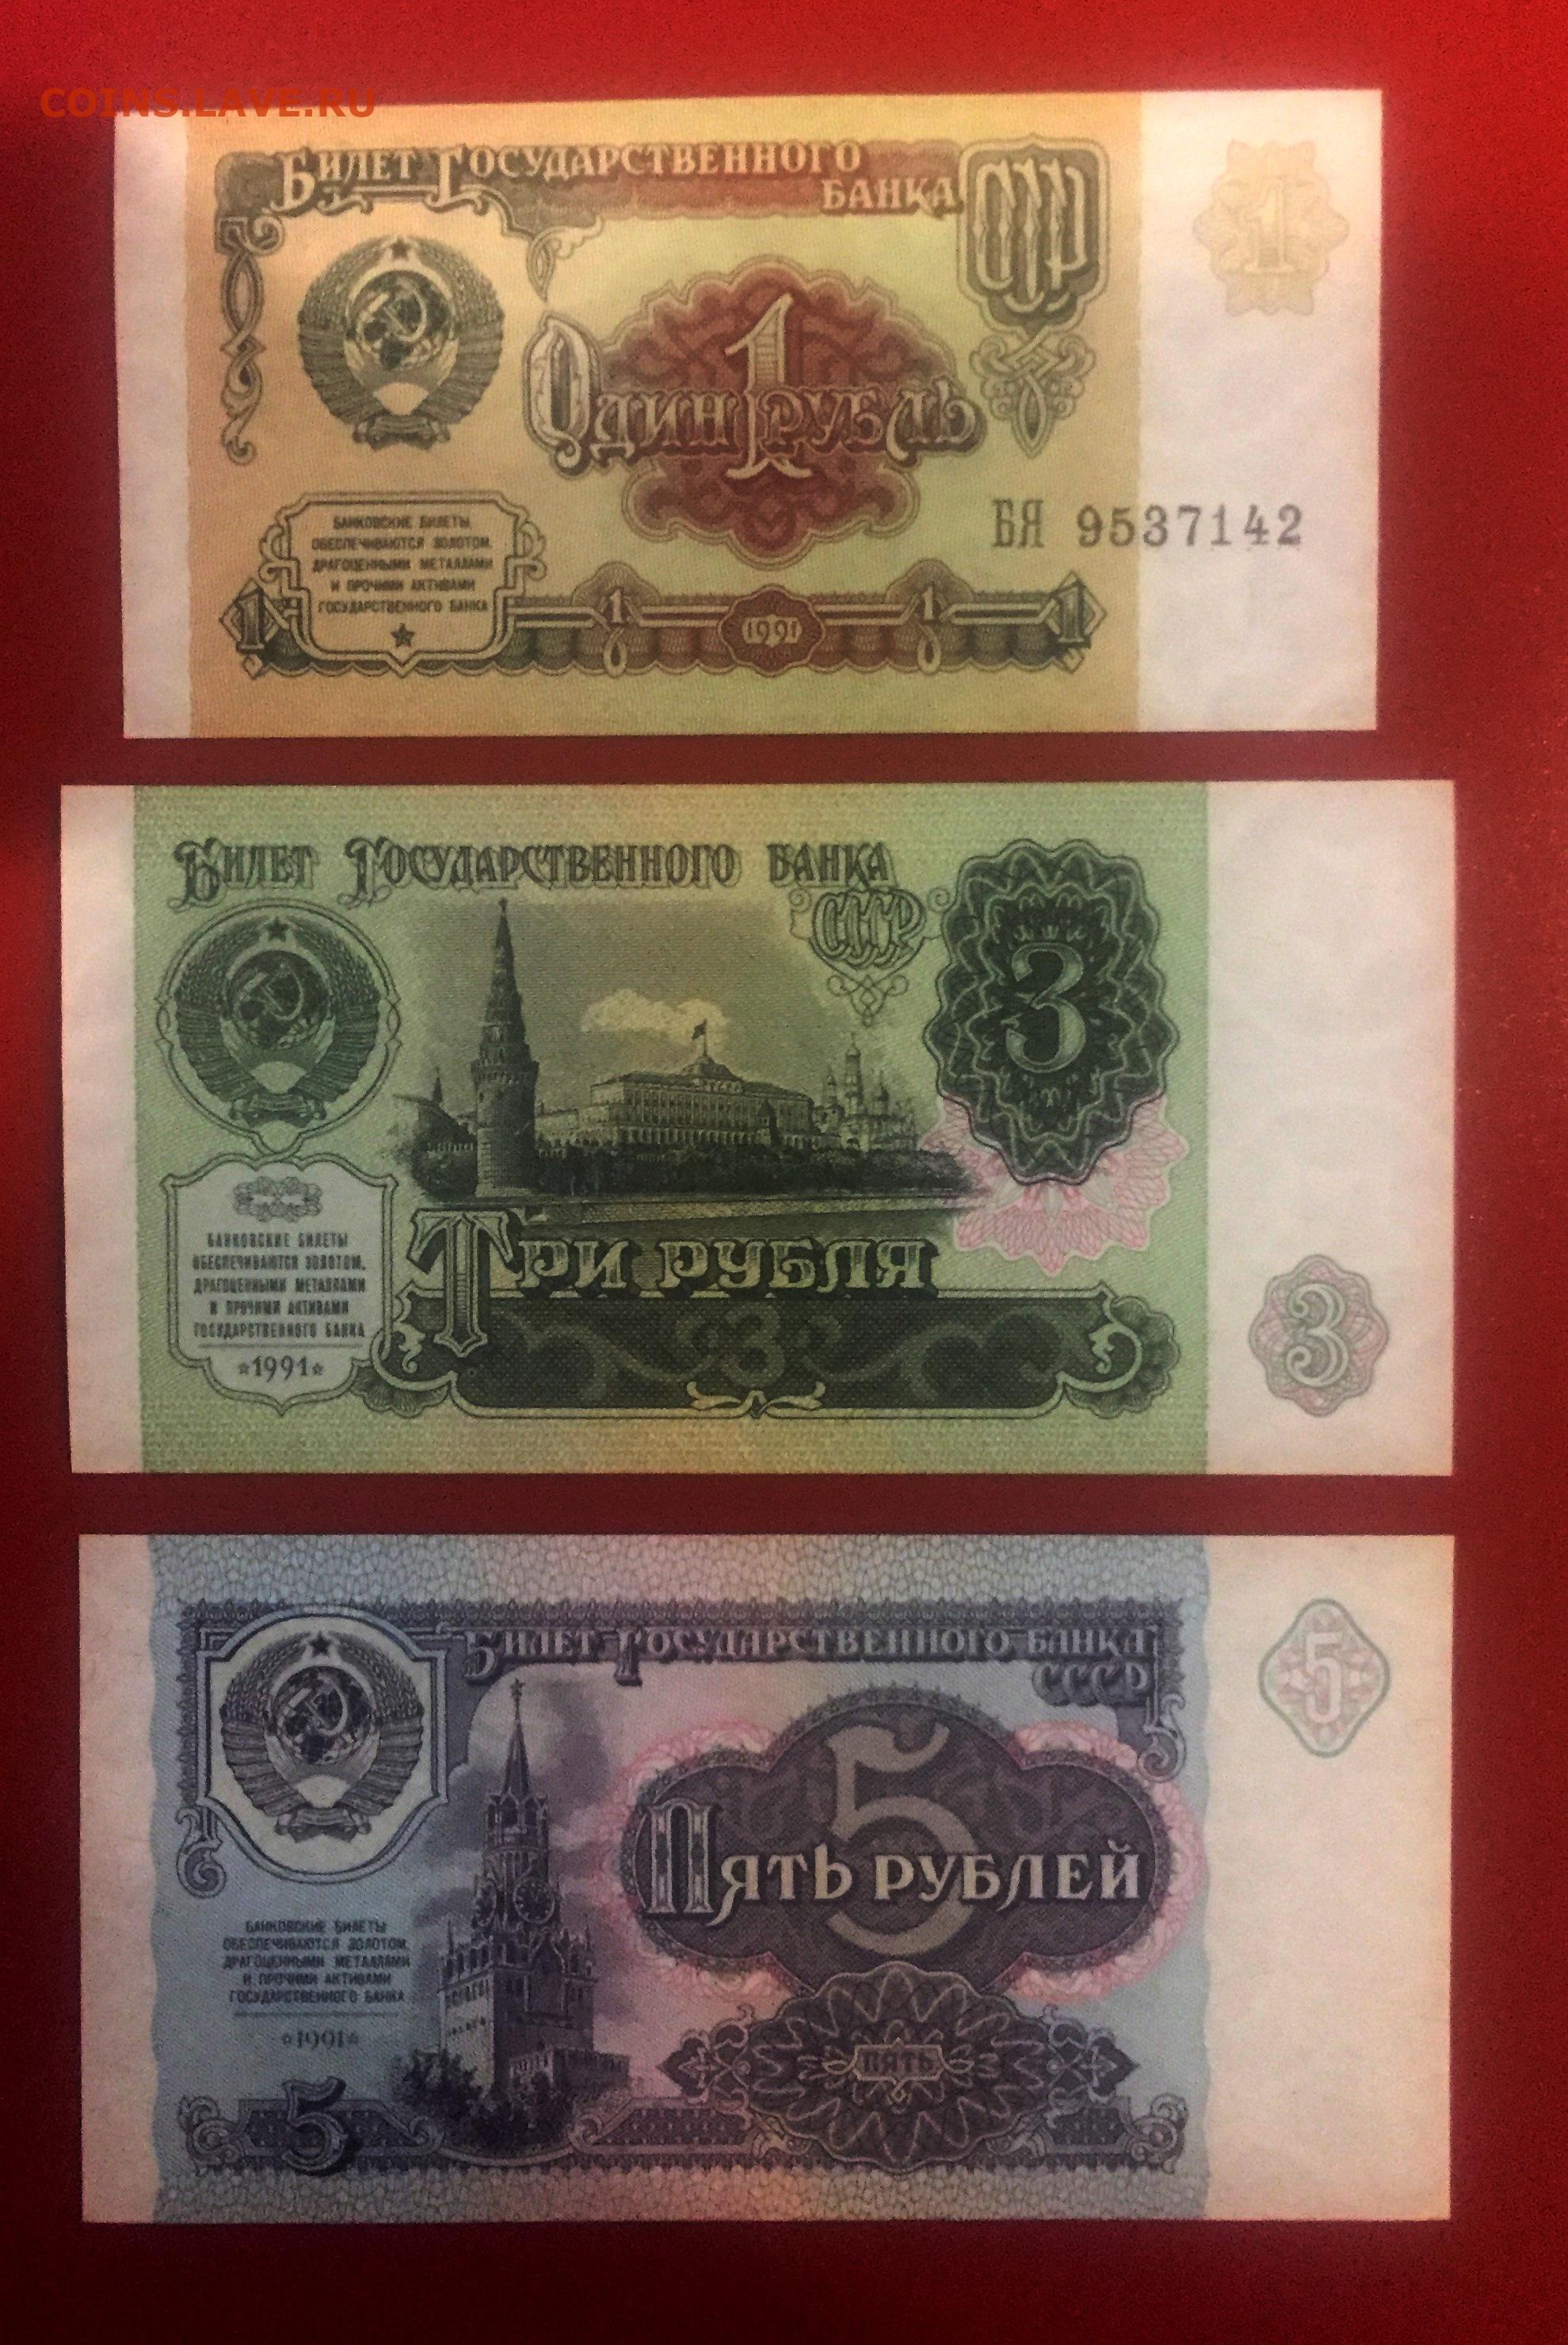 COINS.LAVE.RU
БИЛЕТ ГОСУДАРСТВЕННОГО
БАНКА СССР
1
1
ОДИН РУБЛЬ
БЯ 9537142
БАНКОВСКИЕ БИЛЕТЫ
ОБЕСПЕЧИВАЮТСЯ ЗОЛОТОМ,
ДРАГОЦЕННЫМИ МЕТАЛЛАМИ
И ПРОЧИМИ АКТИВАМИ
ГОСУДАРСТВЕННОГО БАНКА
1 1 1991 1 1
БИЛЕТ ГОСУДАРСТВЕННОГО БАНКА
СССР
3
ТРИ РУБЛЯ
БАНКОВСКИЕ БИЛЕТЫ
ОБЕСПЕЧИВАЮТСЯ ЗОЛОТОМ,
ДРАГОЦЕННЫМИ МЕТАЛЛАМИ
И ПРОЧИМИ АКТИВАМИ
ГОСУДАРСТВЕННОГО БАНКА
1991
3
3
БИЛЕТ ГОСУДАРСТВЕННОГО БАНКА
СССР
5
5
ПЯТЬ РУБЛЕЙ
БАНКОВСКИЕ БИЛЕТЫ
ОБЕСПЕЧИВАЮТСЯ ЗОЛОТОМ,
ДРАГОЦЕННЫМИ МЕТАЛЛАМИ
И ПРОЧИМИ АКТИВАМИ
ГОСУДАРСТВЕННОГО БАНКА
1991
ПЯТЬ
5